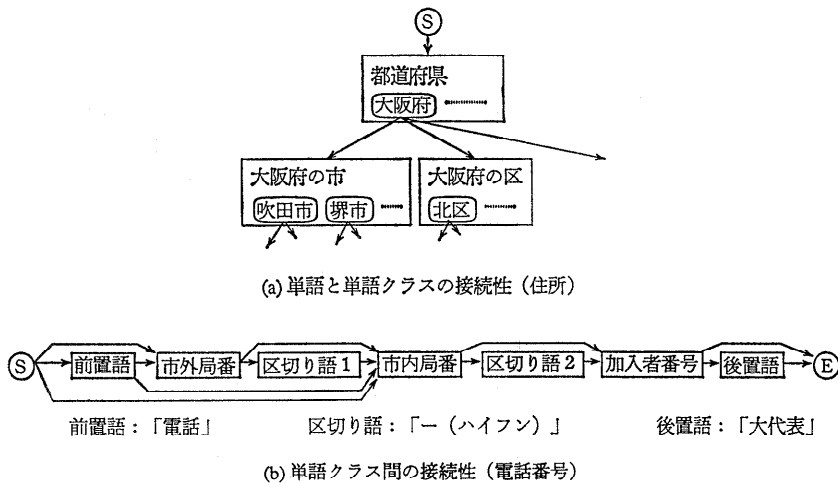 S
都道府県
大阪府
大阪府の市
大阪府の区
吹田市 堺市
北区
(a) 単語と単語クラスの接続性（住所）
S 前置語 市外局番 区切り語1 市内局番 区切り語2 加入者番号 後置語 E
前置語：「電話」 区切り語：「ー（ハイフン）」 後置語：「大代表」
(b) 単語クラス間の接続性（電話番号）